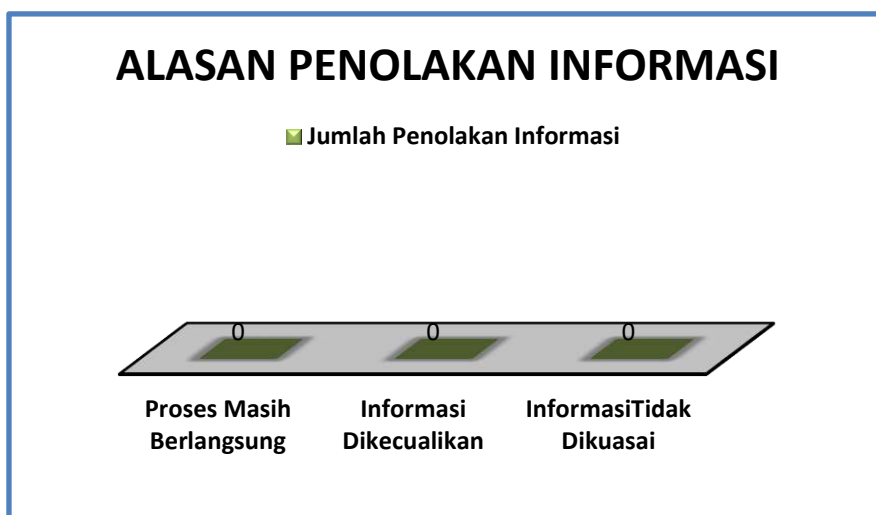 ALASAN PENOLAKAN INFORMASI
Jumlah Penolakan Informasi
0 0 0
Proses Masih Berlangsung
Informasi Dikecualikan
InformasiTidak Dikuasai